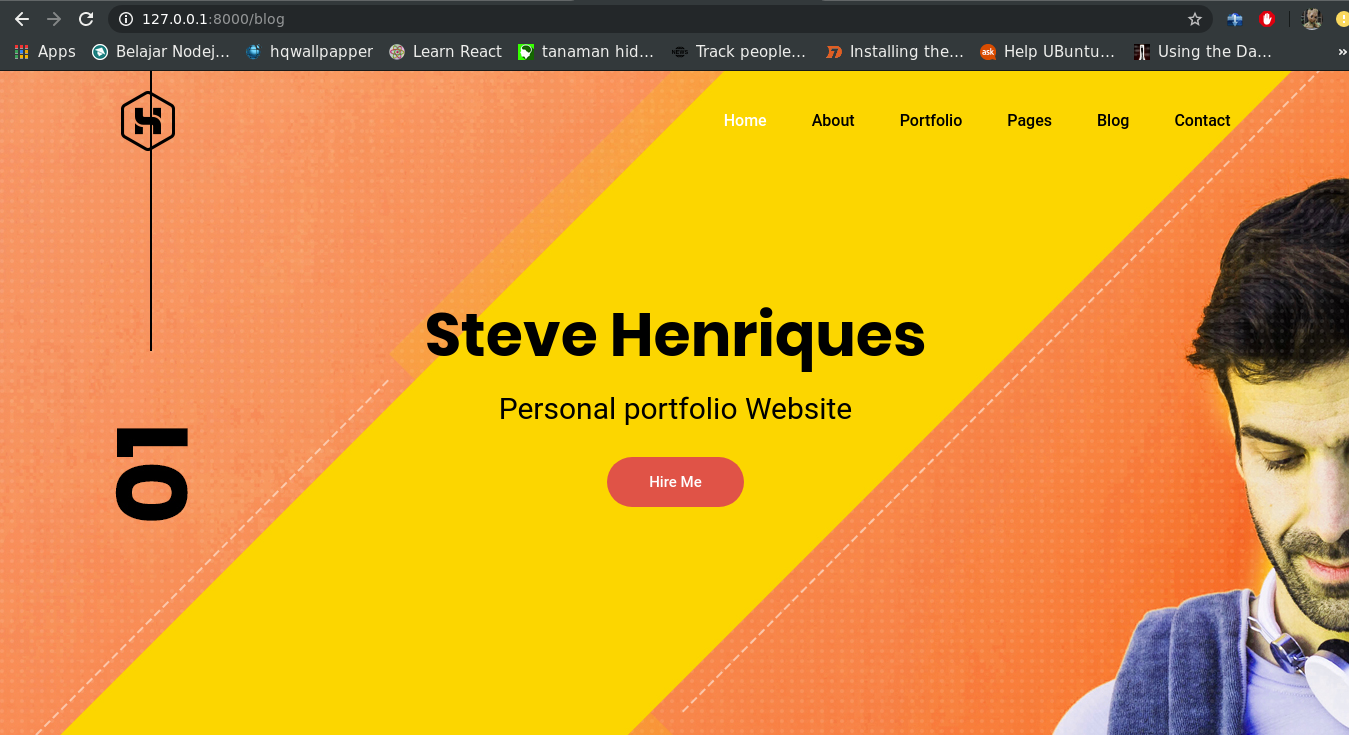 127.0.0.1:8000/blog
Apps Belajar Nodej... hqwallpapper Learn React tanaman hid... Track people... Installing the... Help UBuntu... Using the Da... »
Home About Portfolio Pages Blog Contact
Steve Henriques
Personal portfolio Website
Hire Me
01